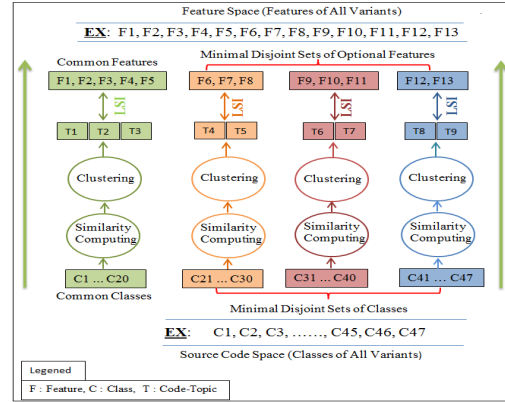 Feature Space (Features of All Variants)
EX: F1, F2, F3, F4, F5, F6, F7, F8, F9, F10, F11, F12, F13
Common Features
Minimal Disjoint Sets of Optional Features
F1, F2, F3, F4, F5
F6, F7, F8
F9, F10, F11
F12, F13
LSI
LSI
LSI
LSI
T1 T2 T3
T4 T5
T6 T7
T8 T9
Clustering
Clustering
Clustering
Clustering
Similarity
Computing
Similarity
Computing
Similarity
Computing
Similarity
Computing
C1 ... C20
C21 ... C30
C31 ... C40
C41 ... C47
Common Classes
Minimal Disjoint Sets of Classes
EX: C1, C2, C3, ......, C45, C46, C47
Source Code Space (Classes of All Variants)
Legened
F : Feature, C : Class, T : Code-Topic